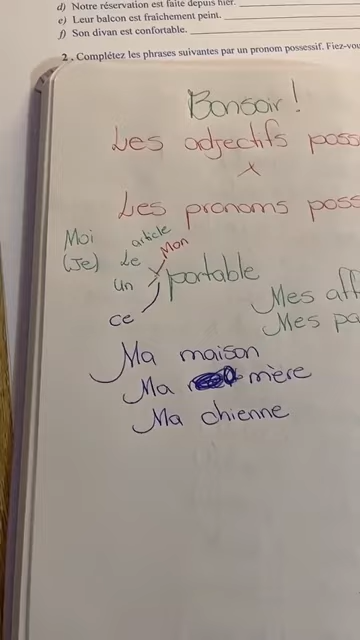 d) Notre réservation est faite depuis hier.
e) Leur balcon est fraîchement peint.
f) Son divan est confortable.
2. Complétez les phrases suivantes par un pronom possessif. Fiez-vou
Bonsoir!
Les adjectifs poss
x
Les pronoms poss
Moi article Mon
(Je) Le
un portable
ce
Mes aff
Mes pa
Ma maison
Ma mère
Ma chienne